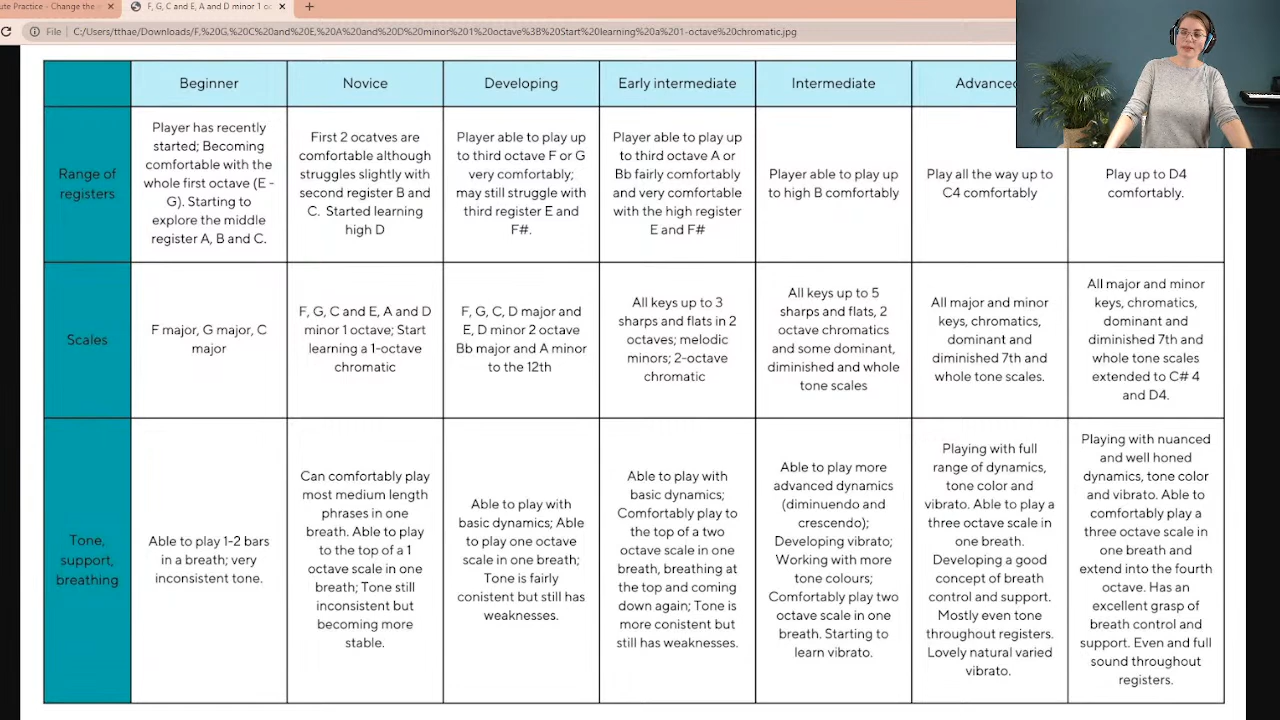 ute Practice - Change the
F, G, C and E, A and D minor 1 oc
File
C:/Users/tthae/Downloads/F,%20G,%20C%20and%20E,%20A%20and%20D%20minor%201%20octave%3B%20Start%20learning%20a%201-octave%20chromatic.jpg
Beginner
Novice
Developing
Early intermediate
Intermediate
Advanced
Range of
registers
Player has recently
started; Becoming
comfortable with the
whole first octave (E -
G). Starting to
explore the middle
register A, B and C.
First 2 ocatves are
comfortable although
struggles slightly with
second register B and
C. Started learning
high D
Player able to play up
to third octave F or G
very comfortably;
may still struggle with
third register E and
F#.
Player able to play up
to third octave A or
Bb fairly comfortably
and very comfortable
with the high register
E and F#
Player able to play up
to high B comfortably
Play all the way up to
C4 comfortably
Play up to D4
comfortably.
Scales
F major, G major, C
major
F, G, C and E, A and D
minor 1 octave; Start
learning a 1-octave
chromatic
F, G, C, D major and
E, D minor 2 octave
Bb major and A minor
to the 12th
All keys up to 3
sharps and flats in 2
octaves; melodic
minors; 2-octave
chromatic
All keys up to 5
sharps and flats, 2
octave chromatics
and some dominant,
diminished and whole
tone scales
All major and minor
keys, chromatics,
dominant and
diminished 7th and
whole tone scales.
All major and minor
keys, chromatics,
dominant and
diminished 7th and
whole tone scales
extended to C# 4
and D4.
Tone,
support,
breathing
Able to play 1-2 bars
in a breath; very
inconsistent tone.
Can comfortably play
most medium length
phrases in one
breath. Able to play
to the top of a 1
octave scale in one
breath; Tone still
inconsistent but
becoming more
stable.
Able to play with
basic dynamics; Able
to play one octave
scale in one breath;
Tone is fairly
conistent but still has
weaknesses.
Able to play with
basic dynamics;
Comfortably play to
the top of a two
octave scale in one
breath, breathing at
the top and coming
down again; Tone is
more conistent but
still has weaknesses.
Able to play more
advanced dynamics
(diminuendo and
crescendo);
Developing vibrato;
Working with more
tone colours;
Comfortably play two
octave scale in one
breath. Starting to
learn vibrato.
Playing with full
range of dynamics,
tone color and
vibrato. Able to play a
three octave scale in
one breath.
Developing a good
concept of breath
control and support.
Mostly even tone
throughout registers.
Lovely natural varied
vibrato.
Playing with nuanced
and well honed
dynamics, tone color
and vibrato. Able to
comfortably play a
three octave scale in
one breath and
extend into the fourth
octave. Has an
excellent grasp of
breath control and
support. Even and full
sound throughout
registers.